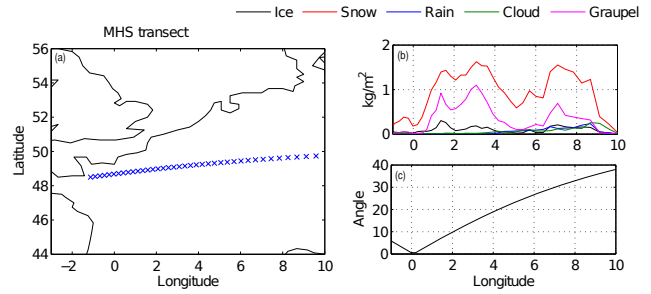 Ice Snow Rain Cloud Graupel
MHS transect
(a)
56
54
52
50
48
46
44
Latitude
−2 0 2 4 6 8 10
Longitude
(b)
2
1
0
kg/m²
0 2 4 6 8 10
(c)
40
30
20
10
0
Angle
0 2 4 6 8 10
Longitude